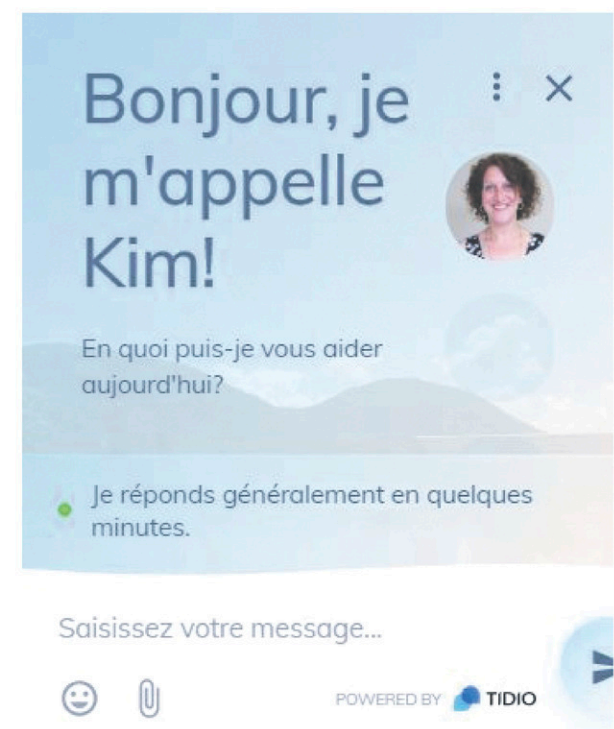 Bonjour, je
m'appelle
Kim!
En quoi puis-je vous aider
aujourd'hui?
Je réponds généralement en quelques
minutes.
Saisissez votre message...
POWERED BY TIDIO